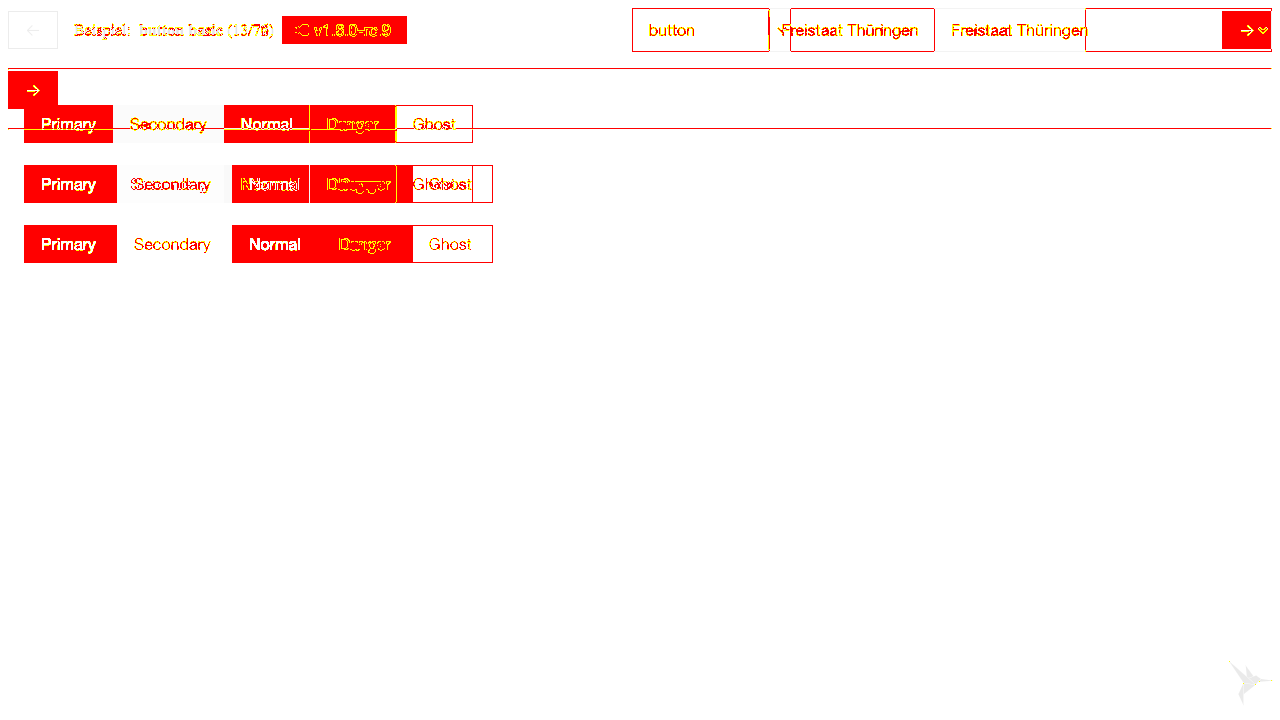 Beispiel: button basic (13/79) v1.8.0-rc.9 button Freistaat Thüringen Freistaat Thüringen
Primary Secondary Normal Danger Ghost
Primary Secondary Normal Danger Ghost
Primary Secondary Normal Danger Ghost